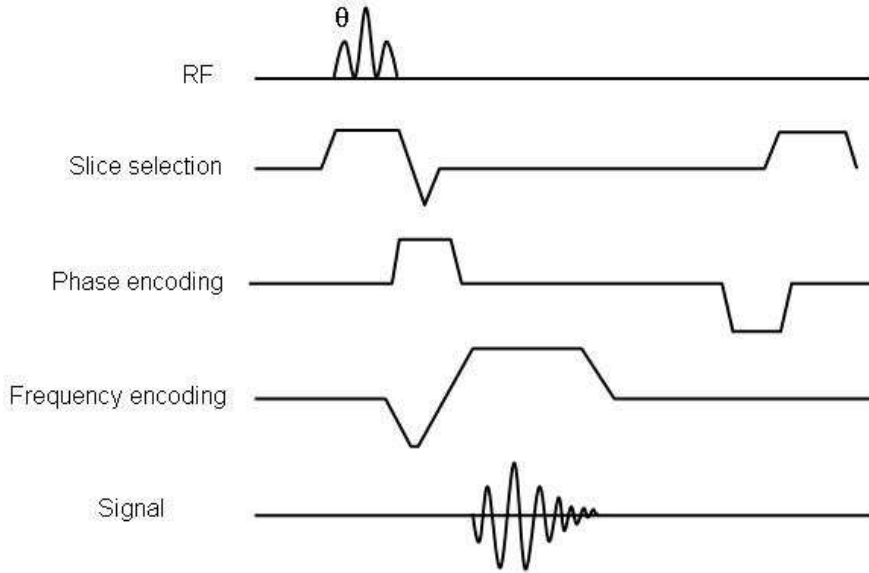 θ
RF
Slice selection
Phase encoding
Frequency encoding
Signal